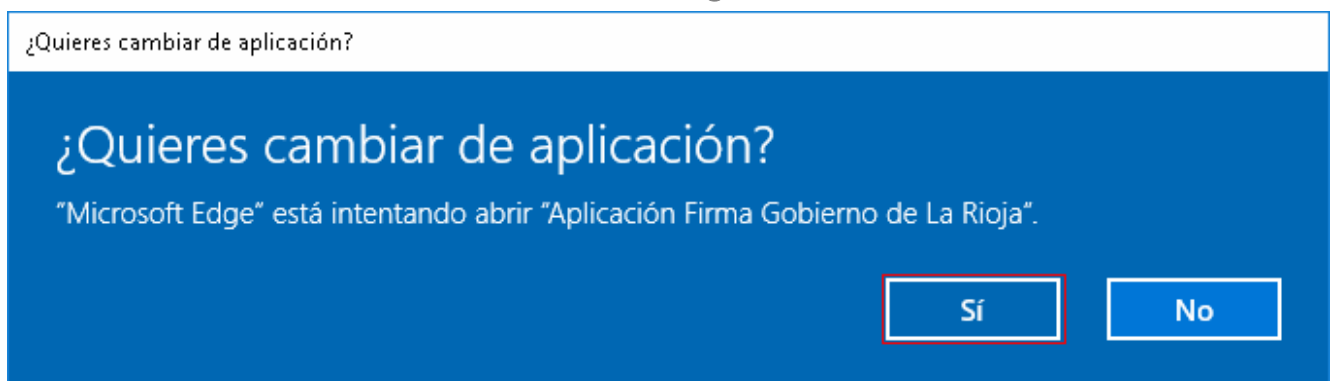 ¿Quieres cambiar de aplicación?
¿Quieres cambiar de aplicación?
"Microsoft Edge" está intentando abrir "Aplicación Firma Gobierno de La Rioja".
Sí
No